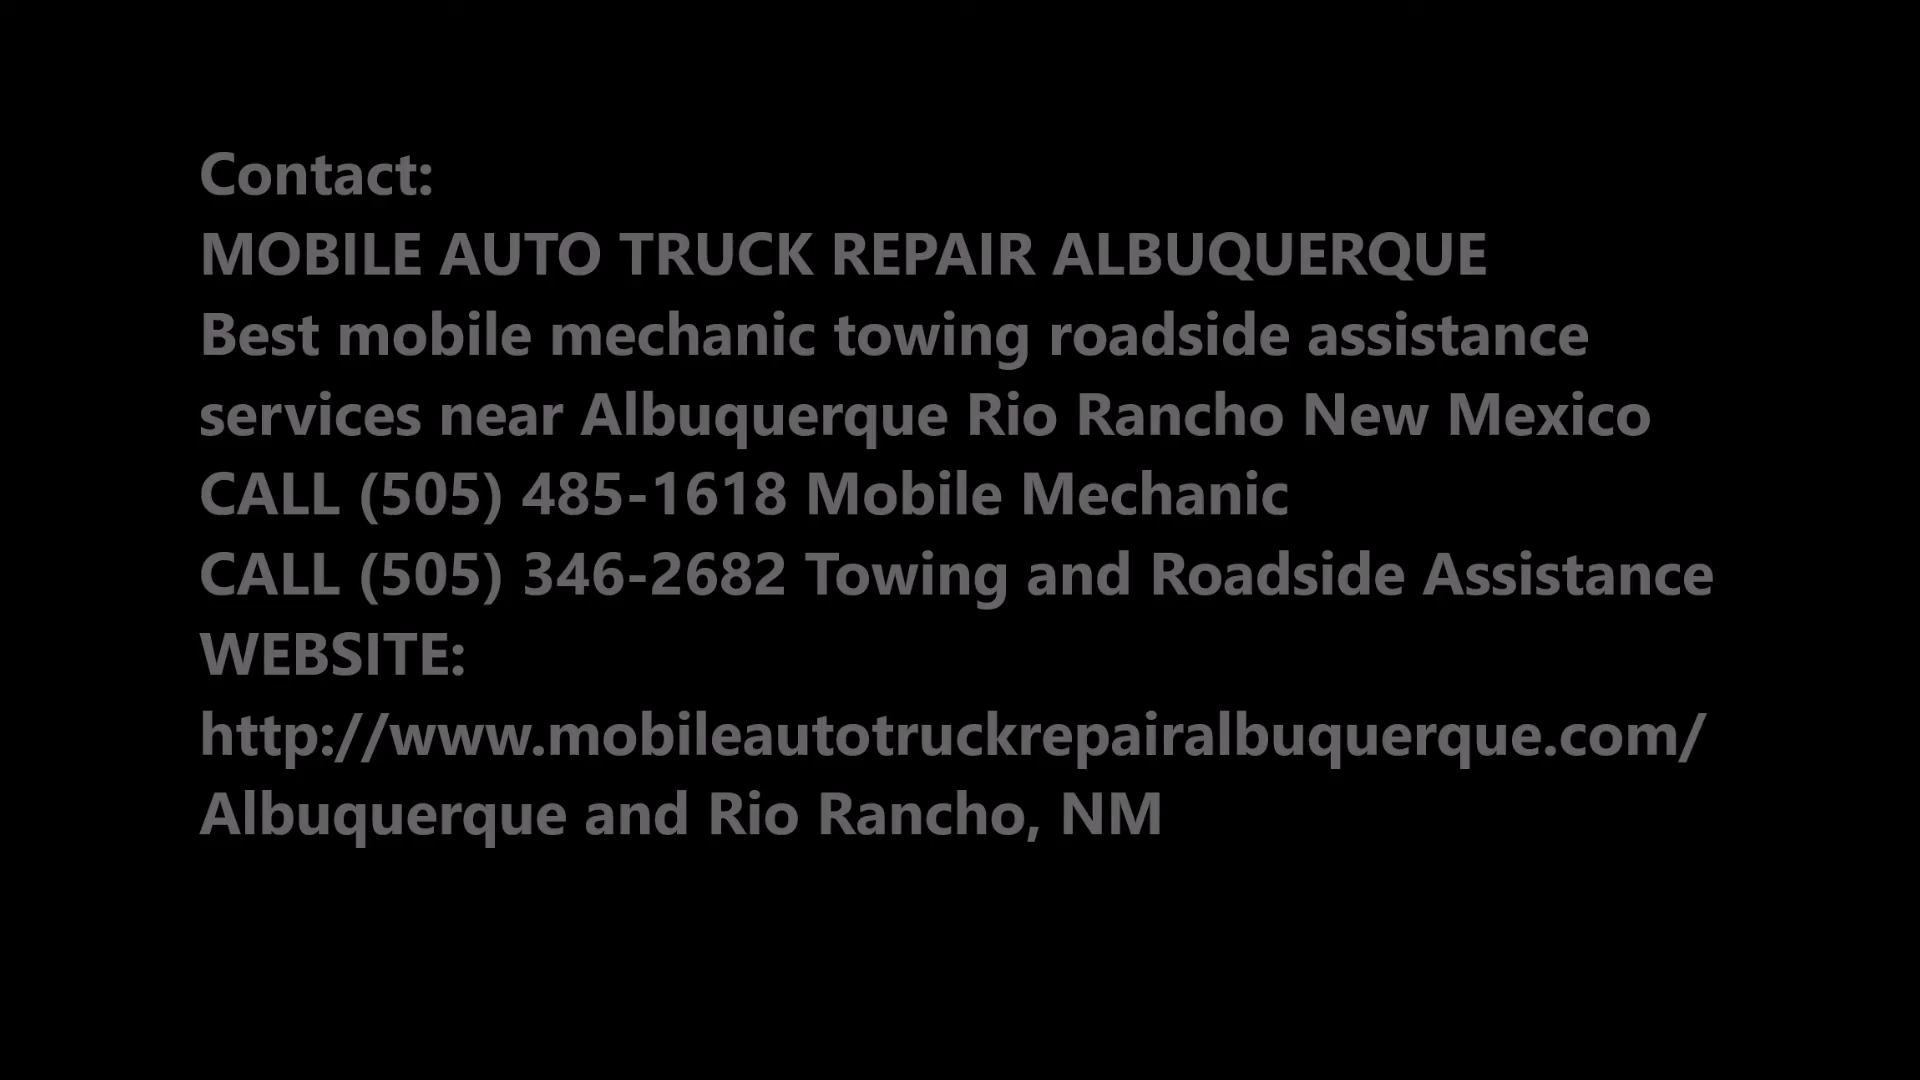 Contact:
MOBILE AUTO TRUCK REPAIR ALBUQUERQUE
Best mobile mechanic towing roadside assistance
services near Albuquerque Rio Rancho New Mexico
CALL (505) 485-1618 Mobile Mechanic
CALL (505) 346-2682 Towing and Roadside Assistance
WEBSITE:
http://www.mobileautotruckrepairalbuquerque.com/
Albuquerque and Rio Rancho, NM